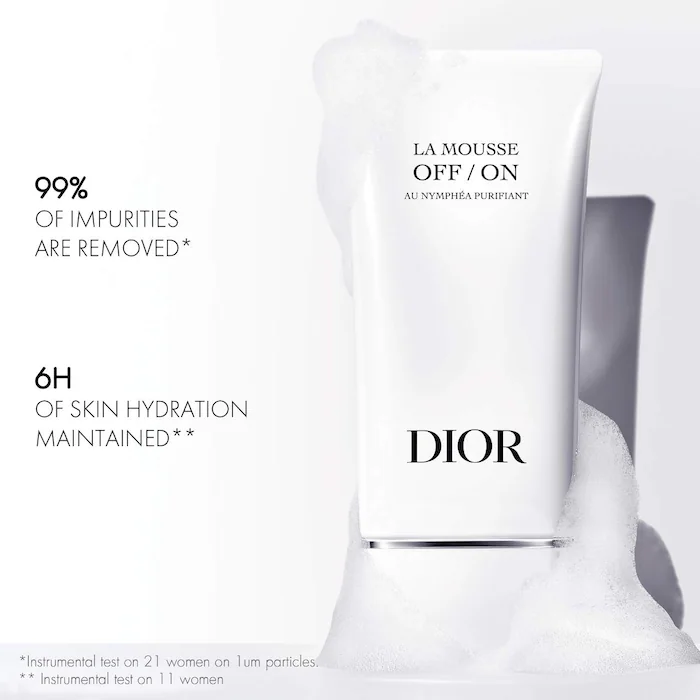 99%
OF IMPURITIES
ARE REMOVED*
6H
OF SKIN HYDRATION
MAINTAINED**
LA MOUSSE
OFF / ON
AU NYMPHÉA PURIFIANT
DIOR
*Instrumental test on 21 women on 1um particles.
** Instrumental test on 11 women